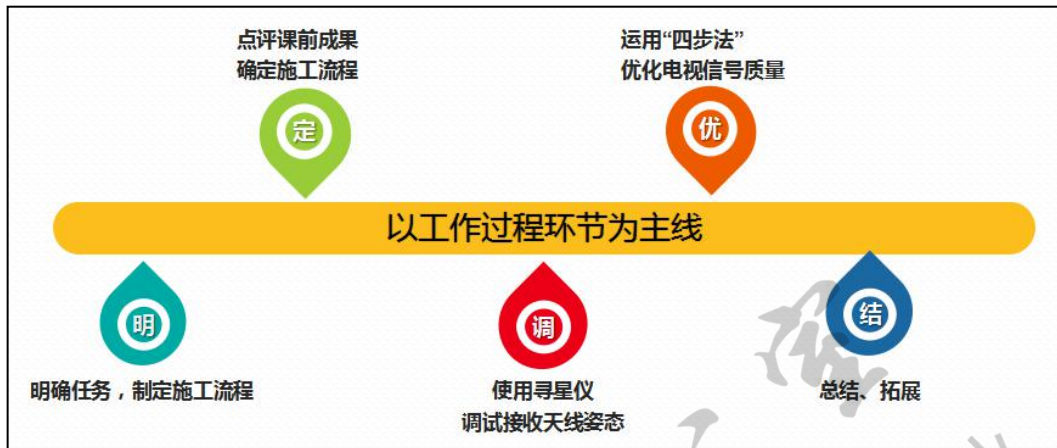 点评课前成果
确定施工流程
运用“四步法”
优化电视信号质量
定
优
以工作过程环节为主线
明
调
结
明确任务，制定施工流程
使用寻星仪
调试接收天线姿态
总结、拓展